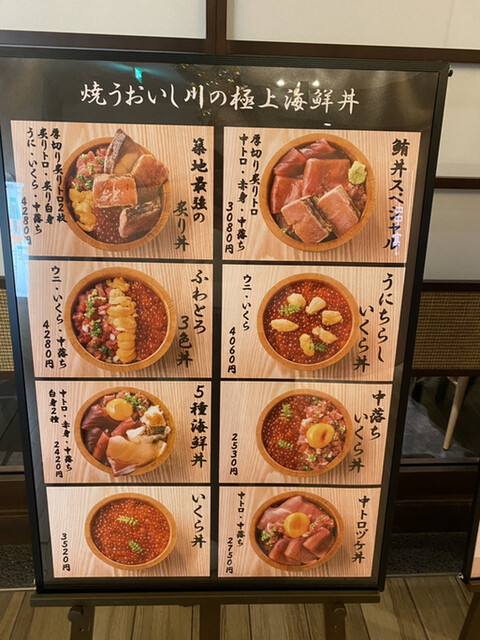 焼うおいし川の極上海鮮丼
鮪丼スペシャル
厚切り炙りトロ
中トロ・赤身・中落ち
3080円
築地最強の
炙り丼
厚切り炙りトロ2枚
炙りトロ・炙り白身
うに・いくら・中落ち
4280円
うにちらし
いくら丼
ウニ・いくら
4060円
ふわとろ
3色丼
ウニ・いくら・中落ち
4280円
中落ち
いくら丼
2530円
5種海鮮丼
中トロ・赤身・中落ち
白身2種
2420円
中トロヅケ丼
中トロ・中落ち
2750円
いくら丼
3520円